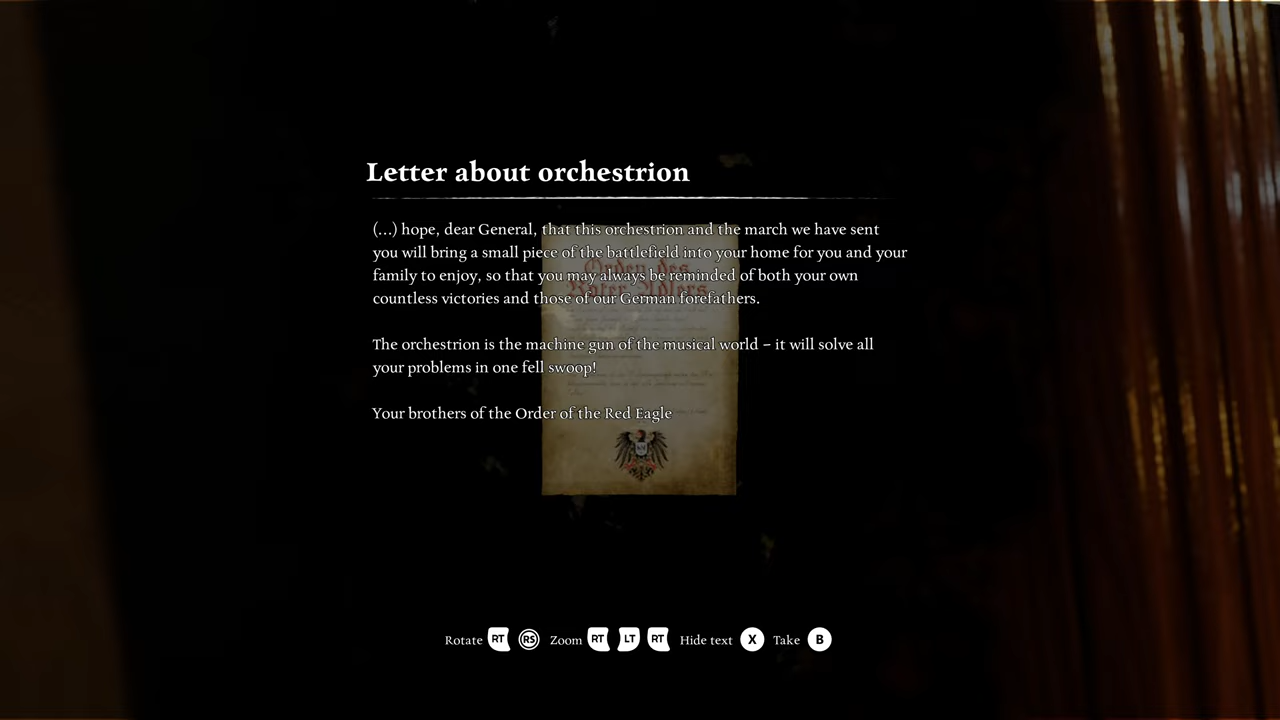 Letter about orchestrion
(...) hope, dear General, that this orchestrion and the march we have sent
you will bring a small piece of the battlefield into your home for you and your
family to enjoy, so that you may always be reminded of both your own
countless victories and those of our German forefathers.
The orchestrion is the machine gun of the musical world – it will solve all
your problems in one fell swoop!
Your brothers of the Order of the Red Eagle
Orden des
Roter Adlers
Rotate RT RS Zoom RT LT RT Hide text X Take B